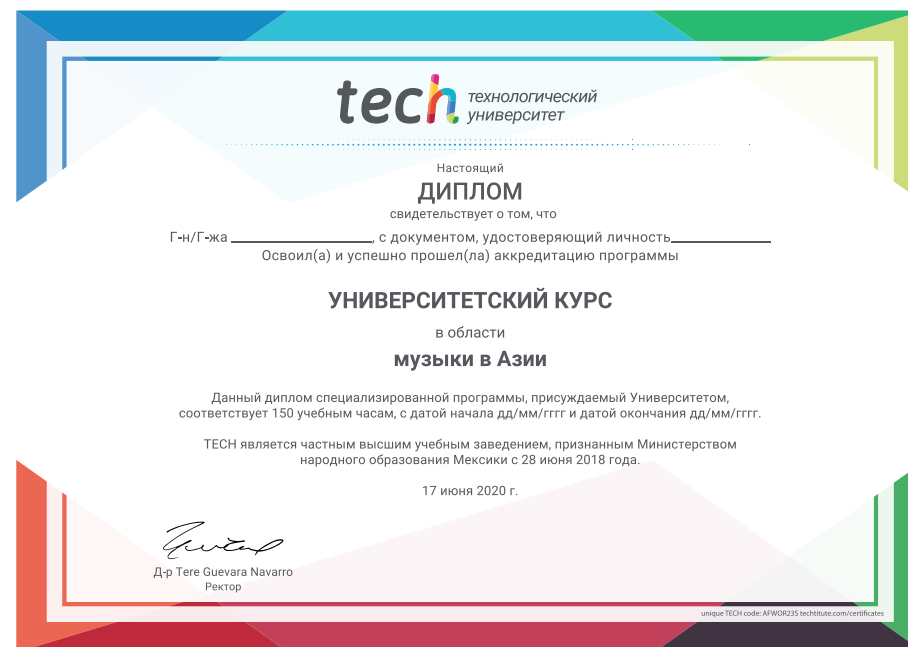 tech технологический университет
Настоящий
ДИПЛОМ
свидетельствует о том, что
Г-н/Г-жа ____________, с документом, удостоверяющий личность____________
Освоил(а) и успешно прошел(ла) аккредитацию программы
УНИВЕРСИТЕТСКИЙ КУРС
в области
музыки в Азии
Данный диплом специализированной программы, присуждаемый Университетом,
соответствует 150 учебным часам, с датой начала дд/мм/гггг и датой окончания дд/мм/гггг.
TECH является частным высшим учебным заведением, признанным Министерством
народного образования Мексики с 28 июня 2018 года.
17 июня 2020 г.
Д-р Tere Guevara Navarro
Ректор
unique TECH code: AFWOR23S techtitute.com/certificates